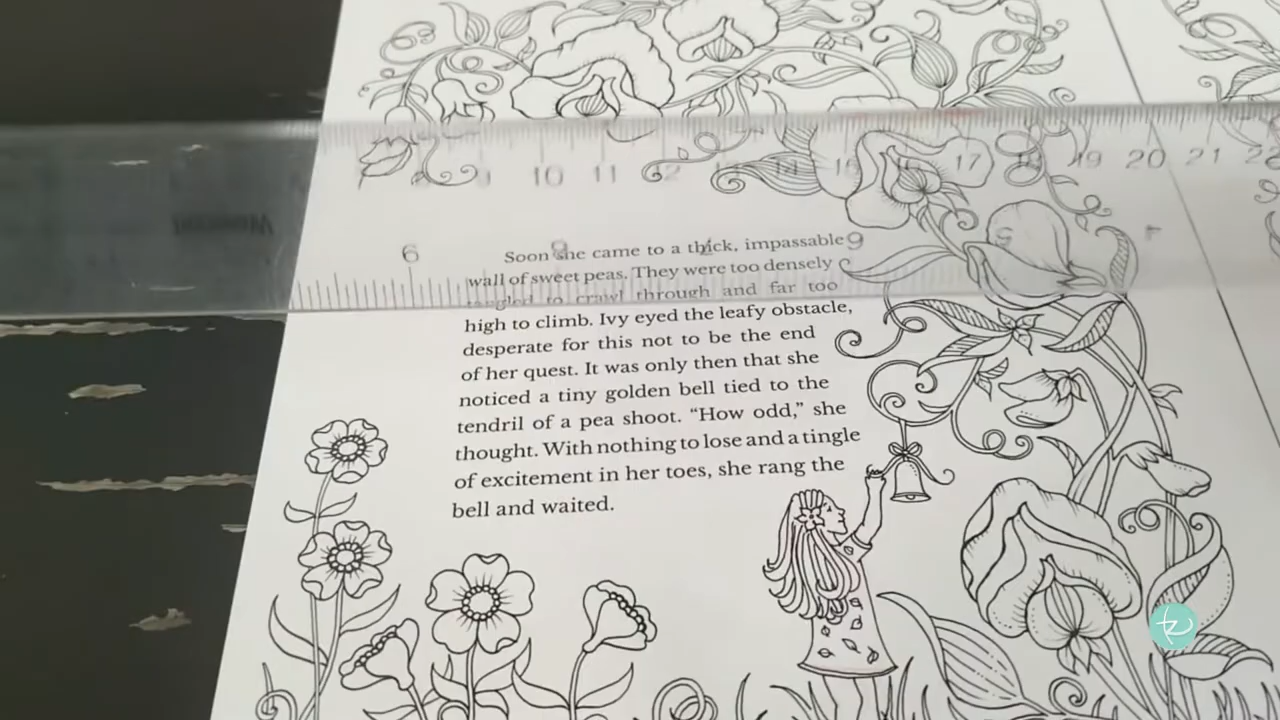 10 11 12 13 14 15 16 17 18 19 20 21 22
6
9
Soon she came to a thick, impassable
wall of sweet peas. They were too densely
tangled to crawl through and far too
high to climb. Ivy eyed the leafy obstacle,
desperate for this not to be the end
of her quest. It was only then that she
noticed a tiny golden bell tied to the
tendril of a pea shoot. “How odd,” she
thought. With nothing to lose and a tingle
of excitement in her toes, she rang the
bell and waited.